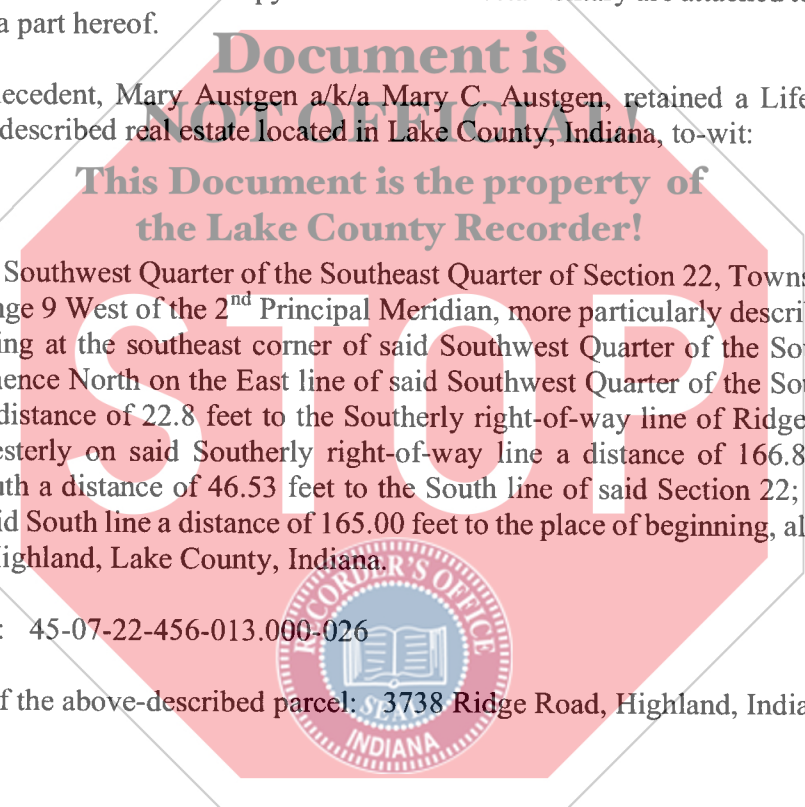 a part hereof.
Document is
decedent, Mary Austgen a/k/a Mary C. Austgen, retained a Life
NOT OFFICIAL!
described real estate located in Lake County, Indiana, to-wit:
This Document is the property of
the Lake County Recorder!
Southwest Quarter of the Southeast Quarter of Section 22, Towns
ge 9 West of the 2nd Principal Meridian, more particularly descri
ing at the southeast corner of said Southwest Quarter of the So
ence North on the East line of said Southwest Quarter of the Sou
distance of 22.8 feet to the Southerly right-of-way line of Ridge
esterly on said Southerly right-of-way line a distance of 166.8
th a distance of 46.53 feet to the South line of said Section 22;
id South line a distance of 165.00 feet to the place of beginning, al
ighland, Lake County, Indiana.
STOP
: 45-07-22-456-013.000-026
f the above-described parcel: 3738 Ridge Road, Highland, India
RECORDER'S OFFICE
SEAL
INDIANA